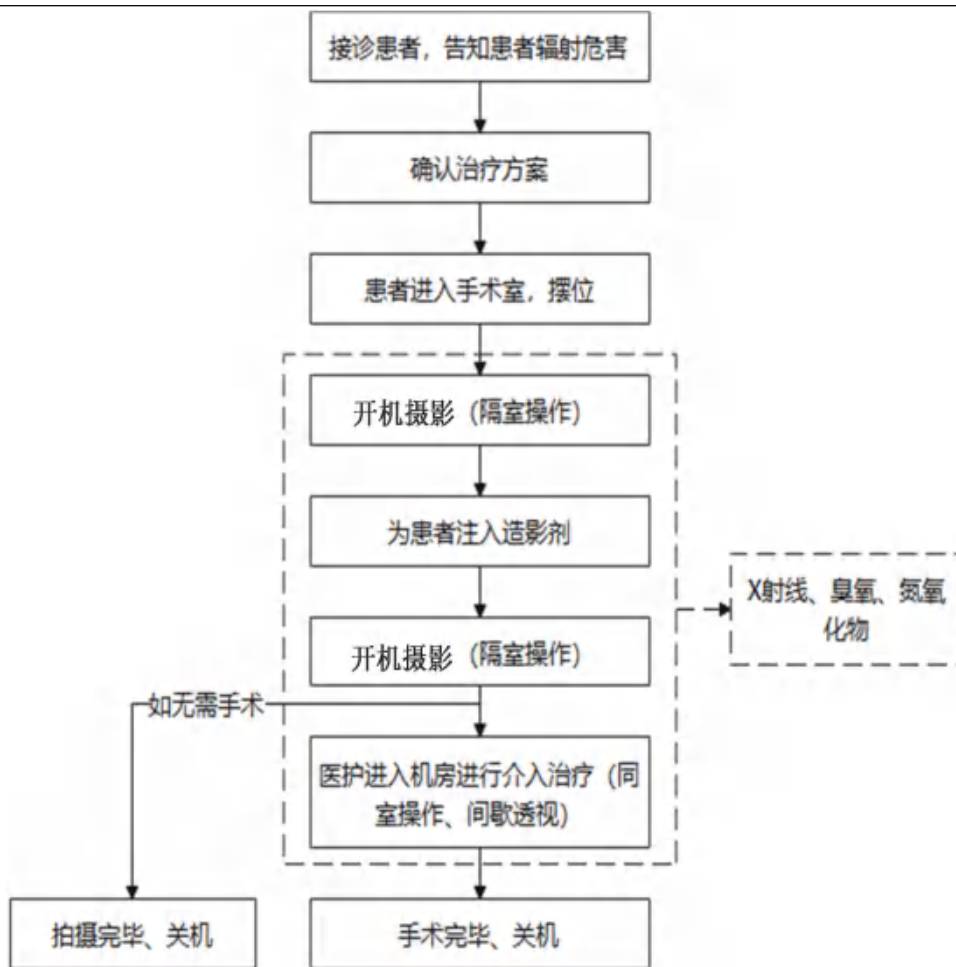 接诊患者，告知患者辐射危害
确认治疗方案
患者进入手术室，摆位
开机摄影（隔室操作）
为患者注入造影剂
X射线、臭氧、氮氧
化物
开机摄影（隔室操作）
如无需手术
医护进入机房进行介入治疗（同
室操作、间歇透视）
拍摄完毕、关机
手术完毕、关机